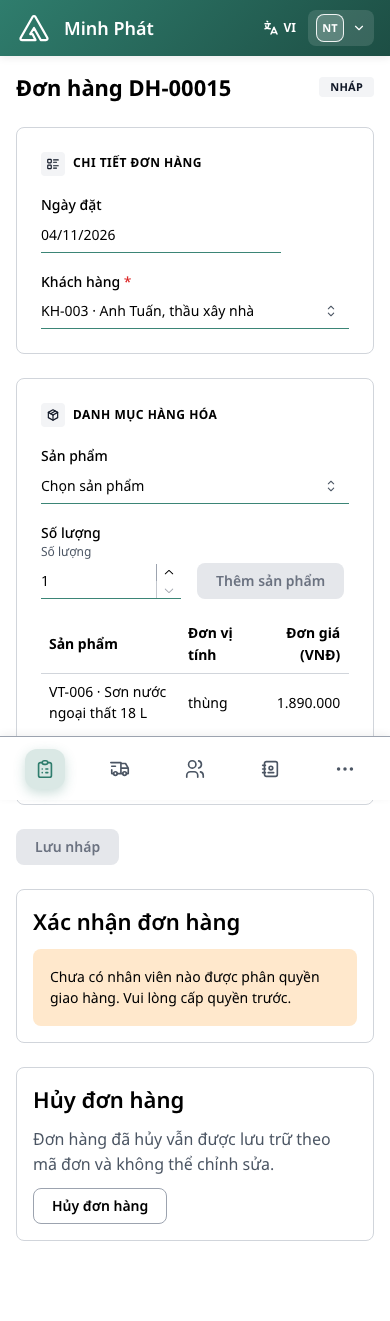 Minh Phát
VI
NT
Đơn hàng DH-00015
NHÁP
CHI TIẾT ĐƠN HÀNG
Ngày đặt
04/11/2026
Khách hàng *
KH-003 · Anh Tuấn, thầu xây nhà
DANH MỤC HÀNG HÓA
Sản phẩm
Chọn sản phẩm
Số lượng
Số lượng
1
Thêm sản phẩm
Sản phẩm
Đơn vị
tính
Đơn giá
(VNĐ)
VT-006 · Sơn nước
ngoại thất 18 L
thùng
1.890.000
Lưu nháp
Xác nhận đơn hàng
Chưa có nhân viên nào được phân quyền
giao hàng. Vui lòng cấp quyền trước.
Hủy đơn hàng
Đơn hàng đã hủy vẫn được lưu trữ theo
mã đơn và không thể chỉnh sửa.
Hủy đơn hàng